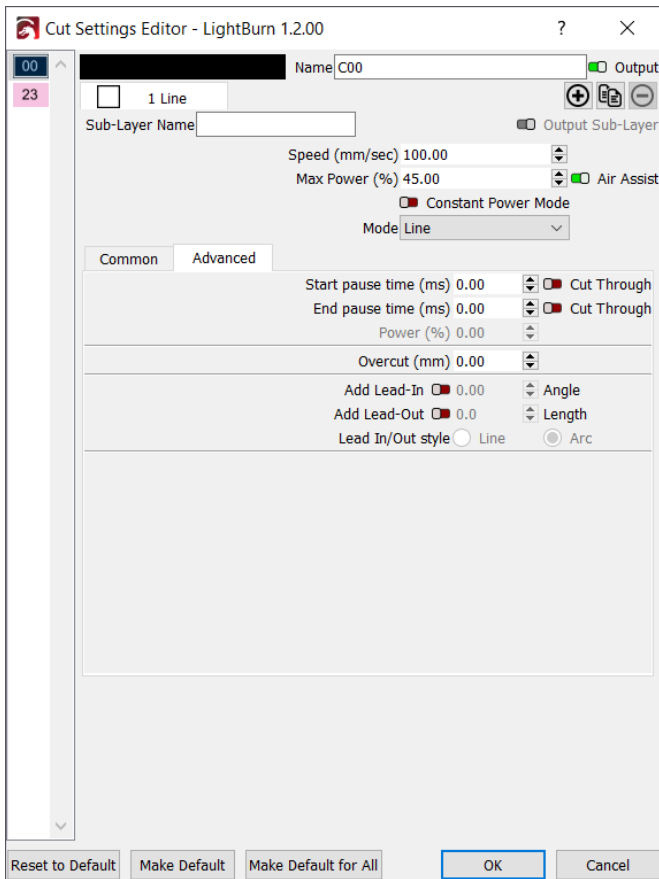 Cut Settings Editor - LightBurn 1.2.00 ?
00 Name C00 Output
23 1 Line
Sub-Layer Name Output Sub-Layer
Speed (mm/sec) 100.00
Max Power (%) 45.00 Air Assist
Constant Power Mode
Mode Line
Common Advanced
Start pause time (ms) 0.00 Cut Through
End pause time (ms) 0.00 Cut Through
Power (%) 0.00
Overcut (mm) 0.00
Add Lead-In 0.00 Angle
Add Lead-Out 0.0 Length
Lead In/Out style Line Arc
Reset to Default Make Default Make Default for All OK Cancel